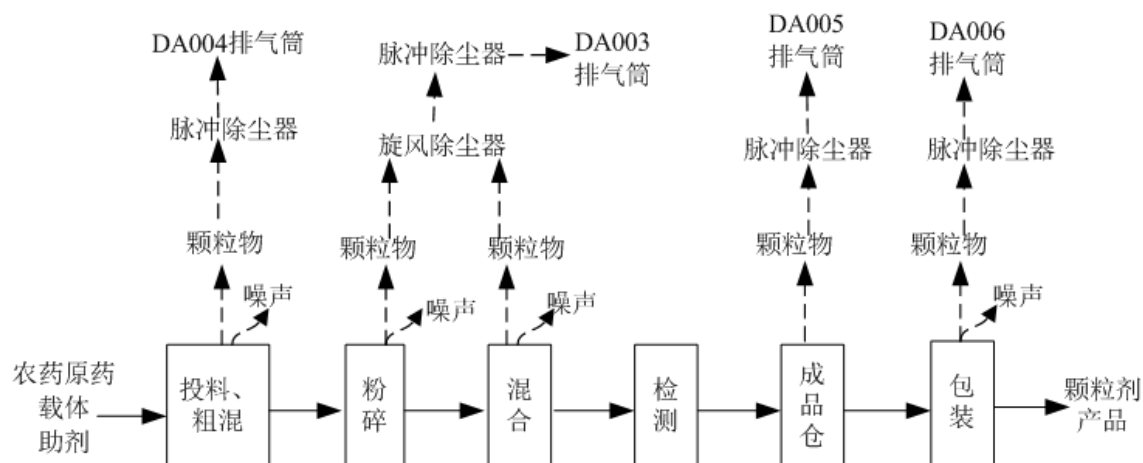 DA004排气筒
脉冲除尘器
DA003
排气筒
DA005
排气筒
DA006
排气筒
脉冲除尘器
旋风除尘器
脉冲除尘器
脉冲除尘器
颗粒物
颗粒物
颗粒物
颗粒物
颗粒物
噪声
噪声
噪声
噪声
农药原药
载体
助剂
投料、
粗混
粉
碎
混
合
检
测
成
品
仓
包
装
颗粒剂
产品